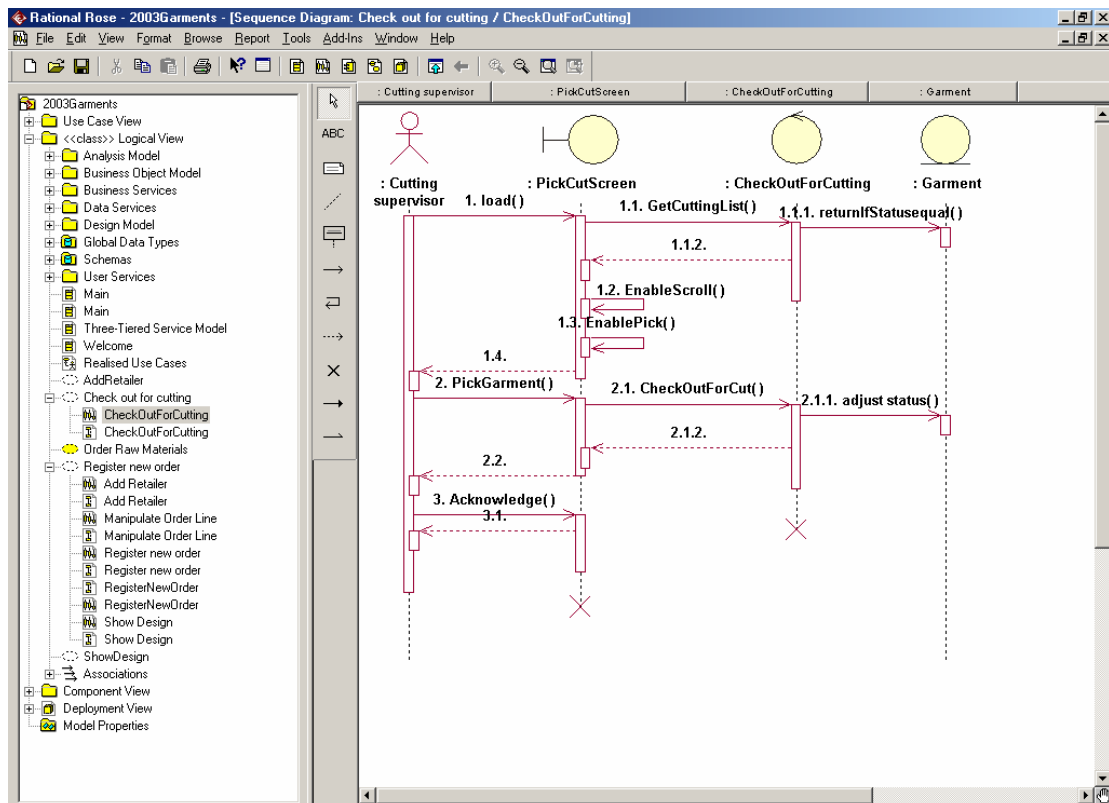 Rational Rose - 2003Garments - [Sequence Diagram: Check out for cutting / CheckOutForCutting]
File Edit View Format Browse Report Tools Add-Ins Window Help
2003Garments
Use Case View
<<class>> Logical View
Analysis Model
Business Object Model
Business Services
Data Services
Design Model
Global Data Types
Schemas
User Services
Main
Main
Three-Tiered Service Model
Welcome
Realised Use Cases
AddRetailer
Check out for cutting
CheckOutForCutting
CheckOutForCutting
Order Raw Materials
Register new order
Add Retailer
Add Retailer
Manipulate Order Line
Manipulate Order Line
Register new order
Register new order
RegisterNewOrder
RegisterNewOrder
Show Design
Show Design
ShowDesign
Associations
Component View
Deployment View
Model Properties
ABC
: Cutting supervisor : PickCutScreen : CheckOutForCutting : Garment
: Cutting
supervisor
: PickCutScreen
: CheckOutForCutting
: Garment
1. load()
1.1. GetCuttingList()
1.1.1. returnIfStatusequal()
1.1.2.
1.2. EnableScroll()
1.3. EnablePick()
1.4.
2. PickGarment()
2.1. CheckOutForCut()
2.1.1. adjust status()
2.1.2.
2.2.
3. Acknowledge()
3.1.